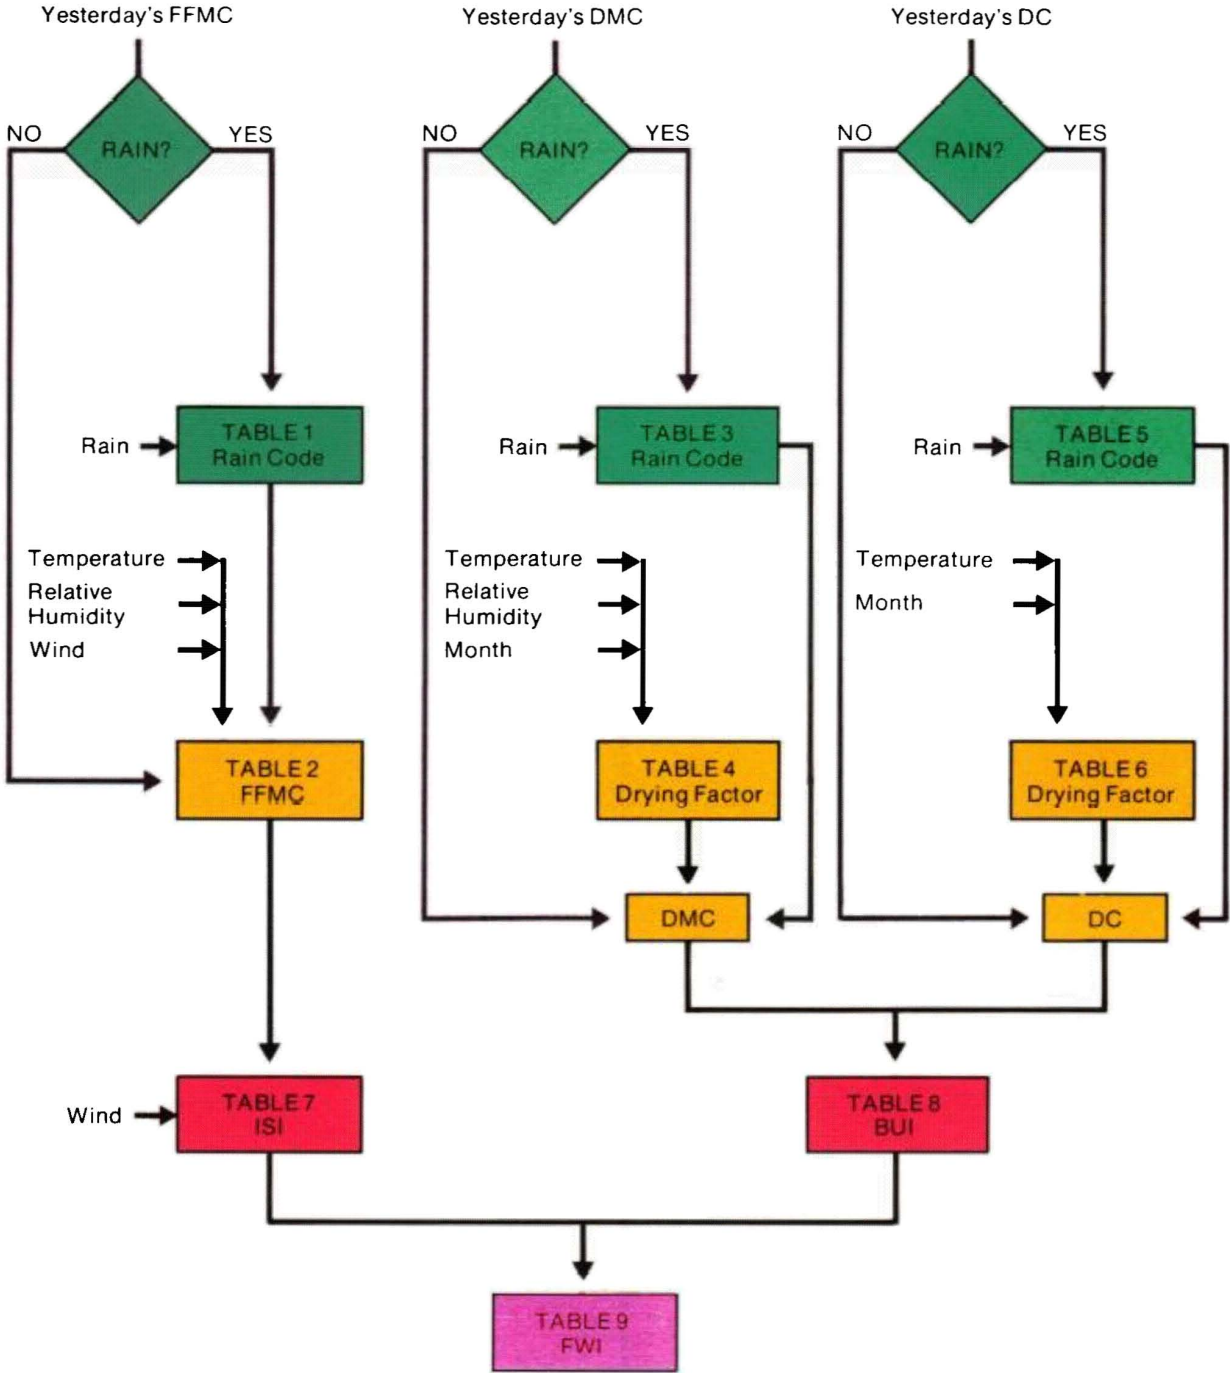 Yesterday's FFMC
Yesterday's DMC
Yesterday's DC
NO
RAIN?
YES
NO
RAIN?
YES
NO
RAIN?
YES
Rain
TABLE 1
Rain Code
Rain
TABLE 3
Rain Code
Rain
TABLE 5
Rain Code
Temperature
Relative
Humidity
Wind
Temperature
Relative
Humidity
Month
Temperature
Month
TABLE 2
FFMC
TABLE 4
Drying Factor
TABLE 6
Drying Factor
DMC
DC
Wind
TABLE 7
ISI
TABLE 8
BUI
TABLE 9
FWI